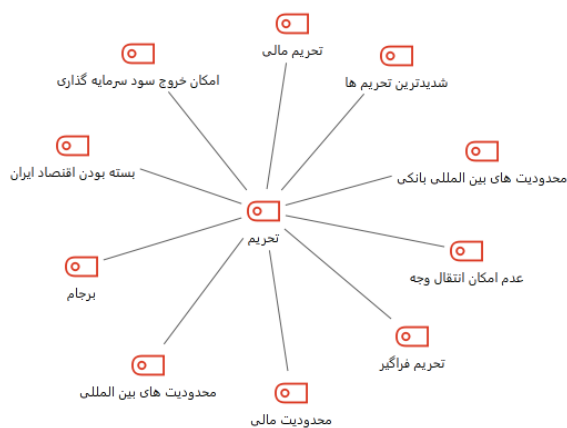 تحریم مالی
امکان خروج سود سرمایه گذاری
شدیدترین تحریم ها
بسته بودن اقتصاد ایران
محدودیت های بین المللی بانکی
تحریم
عدم امکان انتقال وجه
برجام
تحریم فراگیر
محدودیت های بین المللی
محدودیت مالی